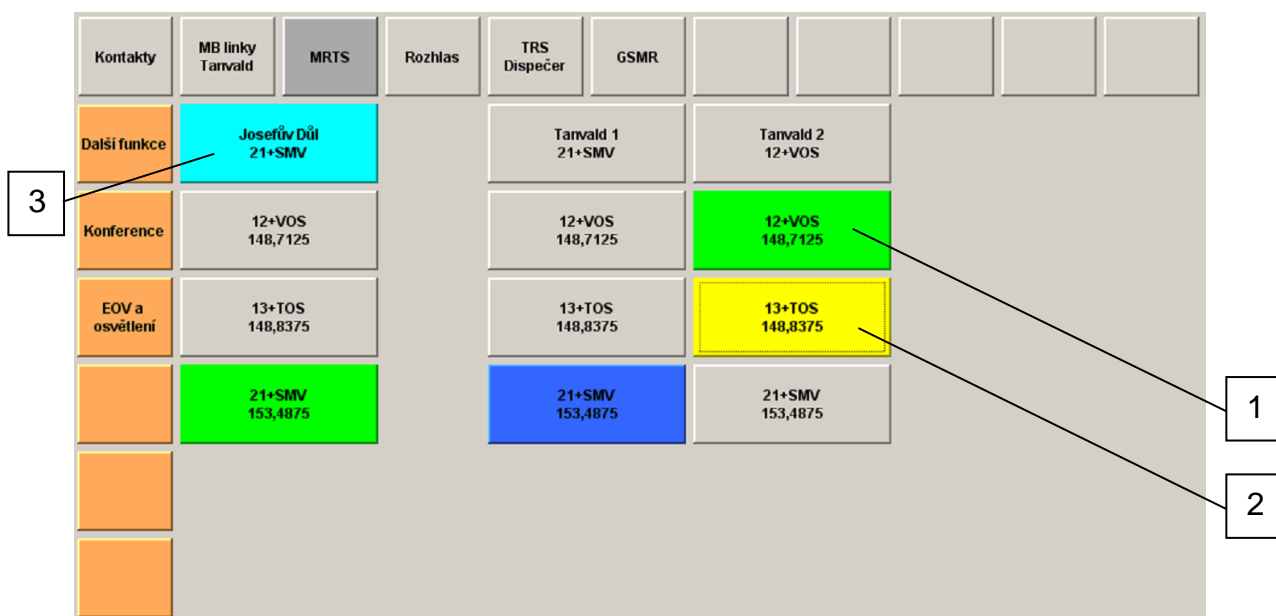 Kontakty
MB linky
Tanvald
MRTS
Rozhlas
TRS
Dispečer
GSMR
Další funkce
Josefův Důl
21+SMV
Tanvald 1
21+SMV
Tanvald 2
12+VOS
3
Konference
12+VOS
148,7125
12+VOS
148,7125
12+VOS
148,7125
EOV a
osvětlení
13+TOS
148,8375
13+TOS
148,8375
13+TOS
148,8375
21+SMV
153,4875
21+SMV
153,4875
21+SMV
153,4875
1
2